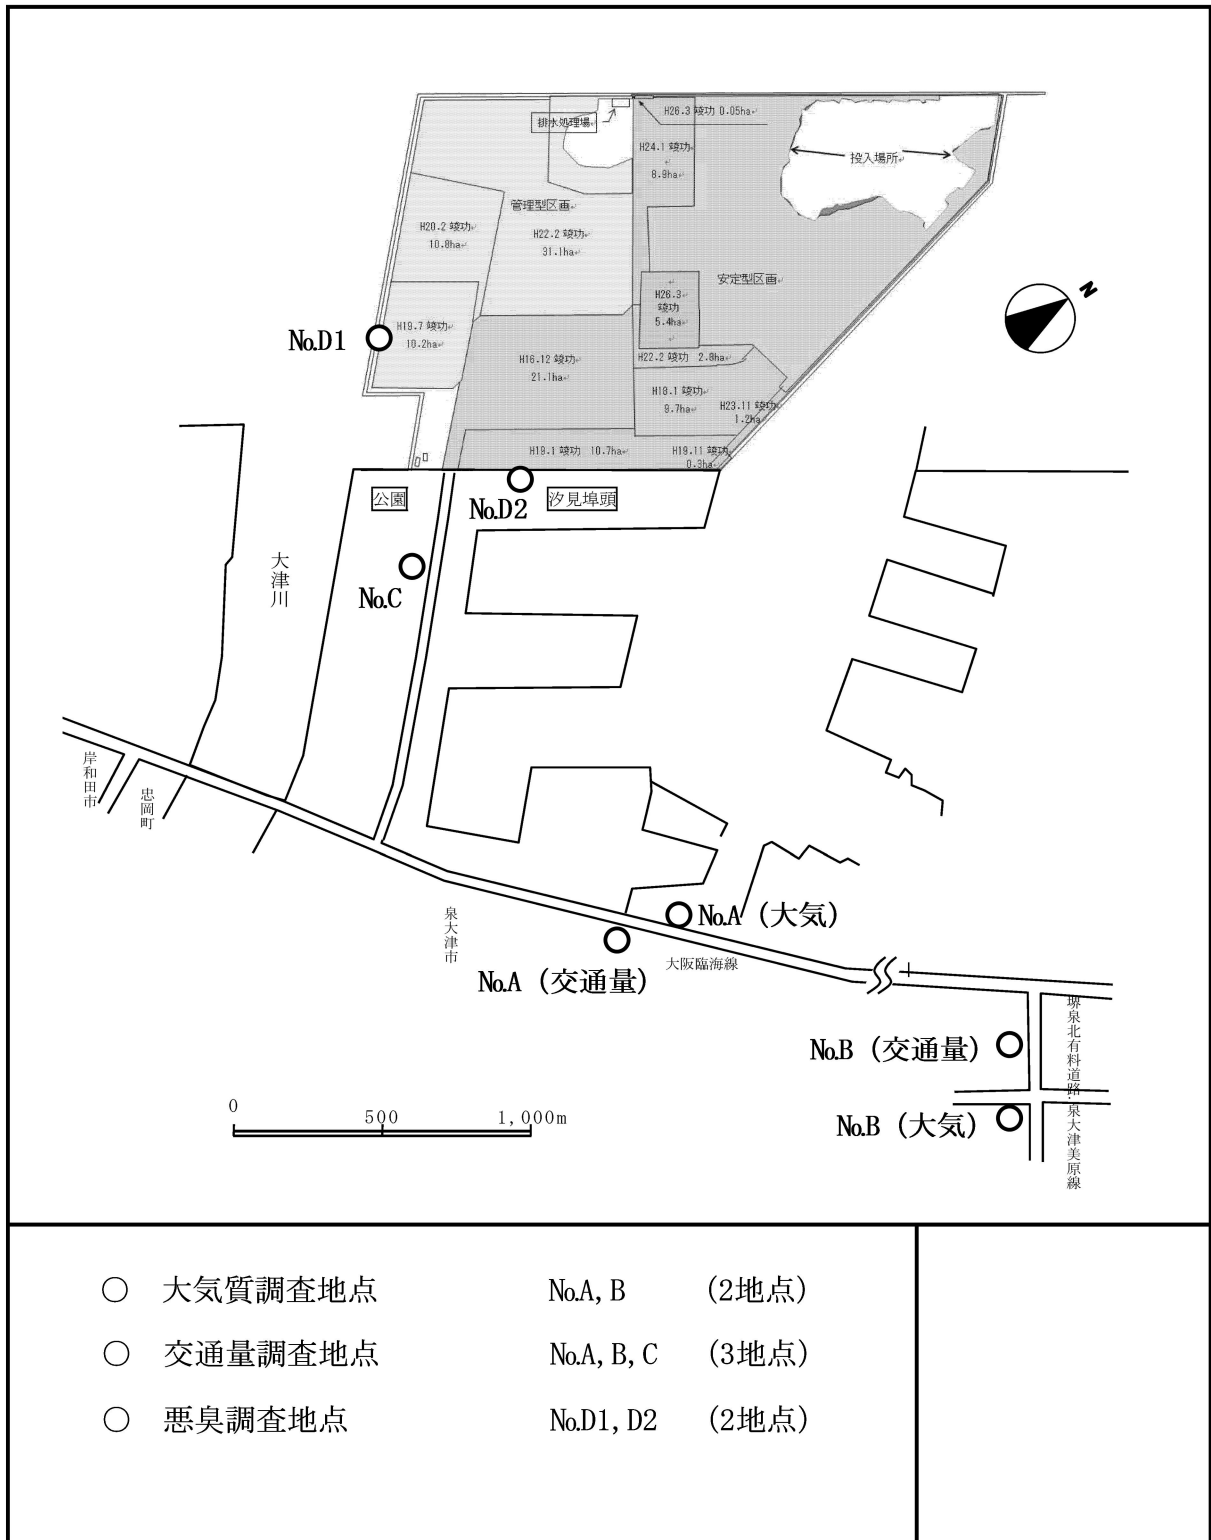 H26.3 竣功 0.05ha
排水処理場
H24.1 竣功
8.9ha
投入場所
管理型区画
H20.2 竣功
10.8ha
H22.2 竣功
31.1ha
安定型区画
H26.3
竣功
5.4ha
N
No.D1
H19.7 竣功
10.2ha
H16.12 竣功
21.1ha
H22.2 竣功 2.8ha
H18.1 竣功
9.7ha
H23.11 竣功
1.2ha
H19.1 竣功 10.7ha
H19.11 竣功
0.3ha
公園
No.D2
汐見埠頭
大津川
No.C
岸和田市
忠岡町
泉大津市
No.A（大気）
No.A（交通量）
大阪臨海線
No.B（交通量）
堺泉北有料道路・泉大津美原線
No.B（大気）
0 500 1,000m
○ 大気質調査地点 No.A, B (2地点)
○ 交通量調査地点 No.A, B, C (3地点)
○ 悪臭調査地点 No.D1, D2 (2地点)